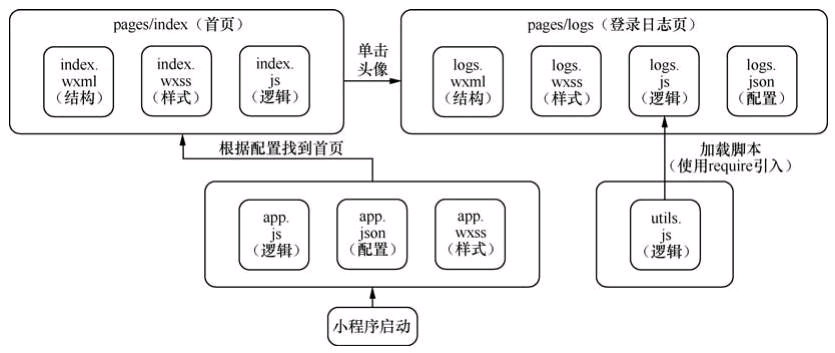 pages/index（首页）
index.
wxml
（结构）
index.
wxss
（样式）
index.
js
（逻辑）
单击
头像
pages/logs（登录日志页）
logs.
wxml
（结构）
logs.
wxss
（样式）
logs.
js
（逻辑）
logs.
json
（配置）
根据配置找到首页
加载脚本
（使用require引入）
app.
js
（逻辑）
app.
json
（配置）
app.
wxss
（样式）
utils.
js
（逻辑）
小程序启动